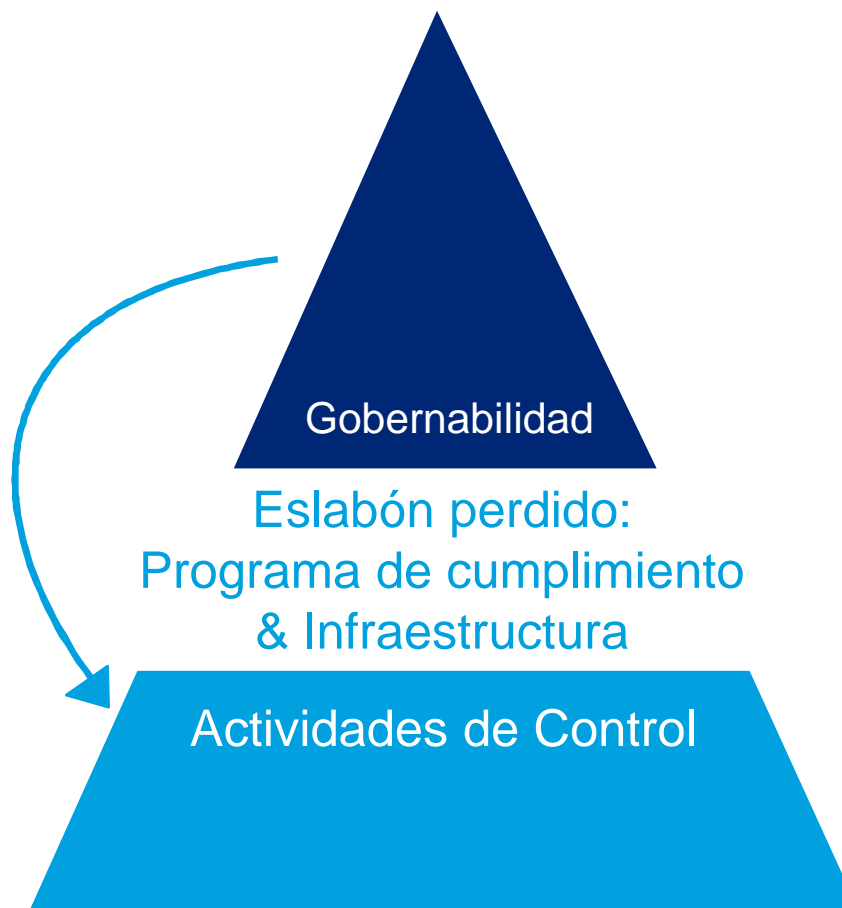 Gobernabilidad
Eslabón perdido:
Programa de cumplimiento
& Infraestructura
Actividades de Control